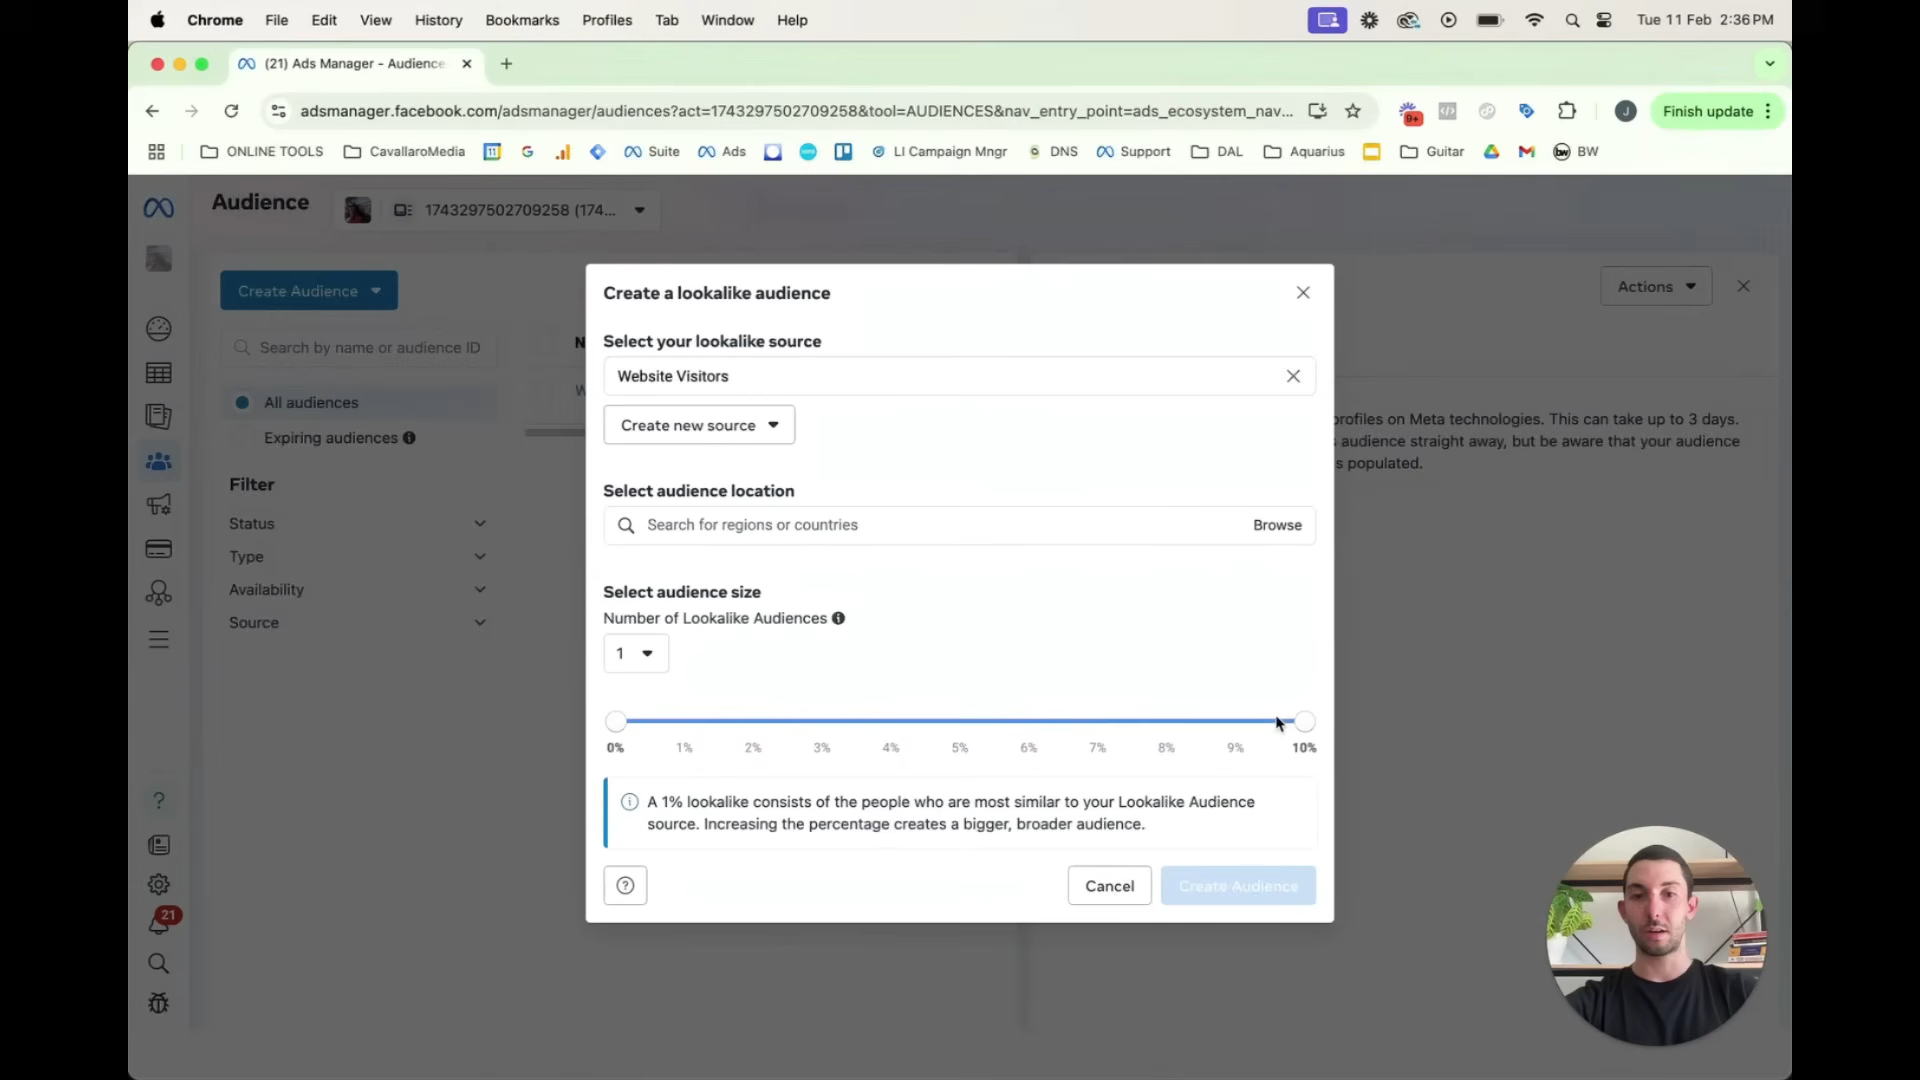 Chrome File Edit View History Bookmarks Profiles Tab Window Help Tue 11 Feb 2:36 PM
(21) Ads Manager - Audience
adsmanager.facebook.com/adsmanager/audiences?act=1743297502709258&tool=AUDIENCES&nav_entry_point=ads_ecosystem_nav... 9+ J Finish update
ONLINE TOOLS CavallaroMedia Suite Ads LI Campaign Mngr DNS Support DAL Aquarius Guitar BW
Audience 1743297502709258 (174...
Create Audience
Actions
Search by name or audience ID
All audiences
Expiring audiences
Filter
Status
Type
Availability
Source
21
Create a lookalike audience
Select your lookalike source
Website Visitors
Create new source
Select audience location
Search for regions or countries Browse
Select audience size
Number of Lookalike Audiences
1
0% 1% 2% 3% 4% 5% 6% 7% 8% 9% 10%
A 1% lookalike consists of the people who are most similar to your Lookalike Audience
source. Increasing the percentage creates a bigger, broader audience.
Cancel Create Audience
profiles on Meta technologies. This can take up to 3 days.
audience straight away, but be aware that your audience
s populated.